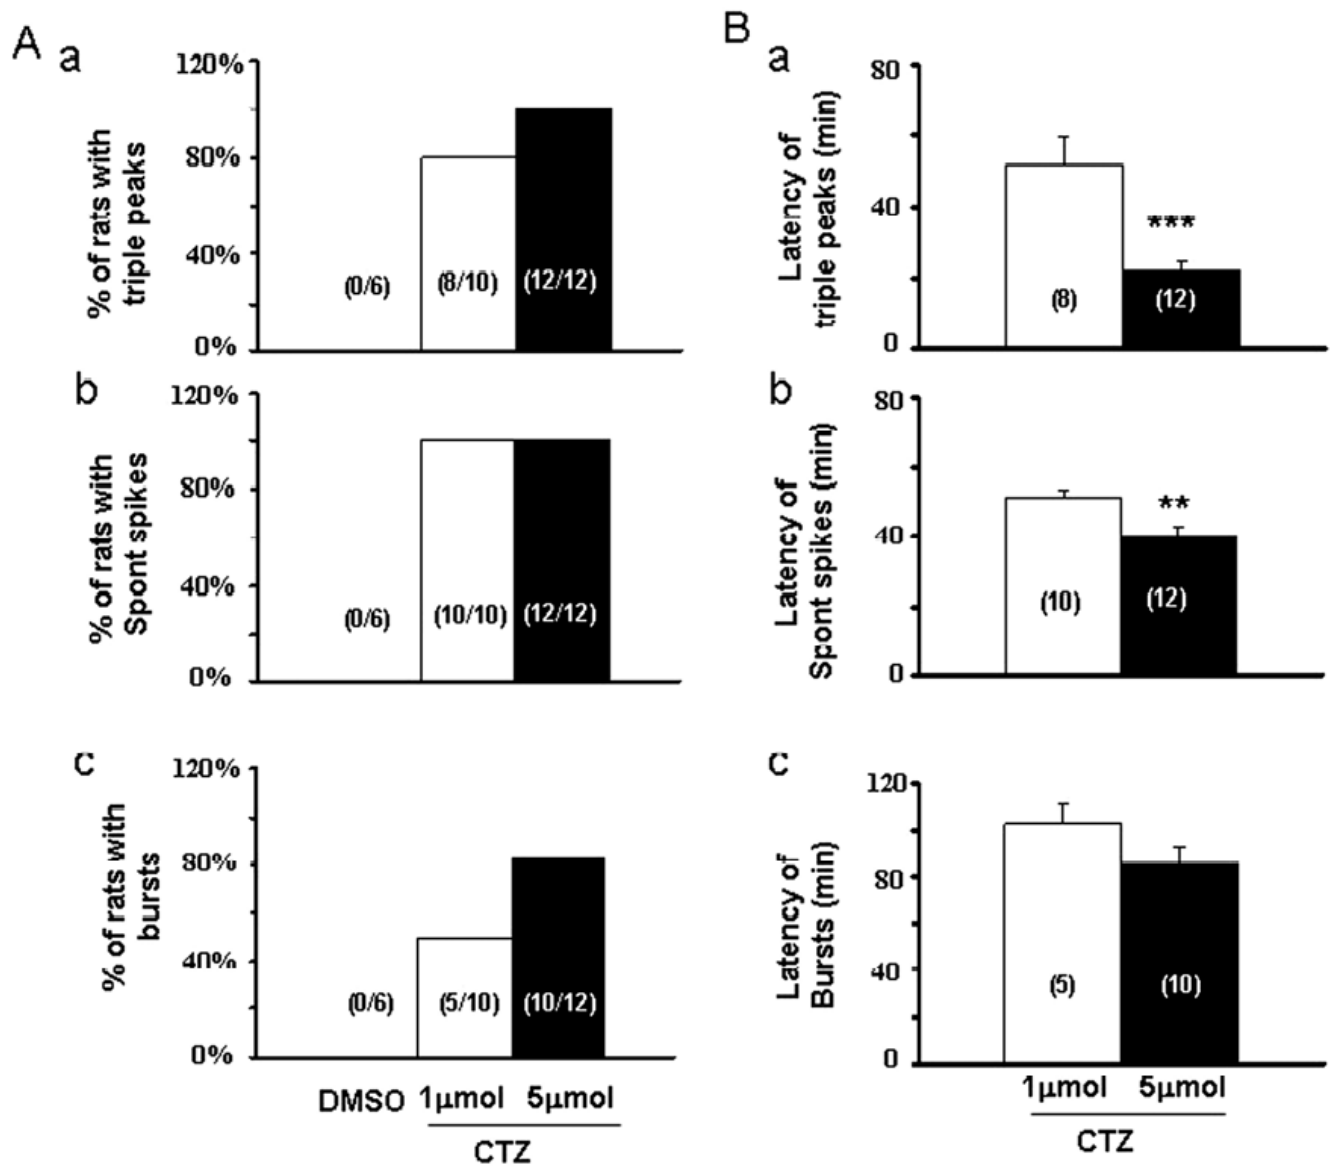 A
a
% of rats with
triple peaks
120%
80%
40%
0%
(0/6)
(8/10)
(12/12)
b
% of rats with
Spont spikes
120%
80%
40%
0%
(0/6)
(10/10)
(12/12)
c
% of rats with
bursts
120%
80%
40%
0%
(0/6)
(5/10)
(10/12)
DMSO 1μmol 5μmol
CTZ
B
a
Latency of
triple peaks (min)
80
40
0
***
(8)
(12)
b
Latency of
Spont spikes (min)
80
40
0
**
(10)
(12)
c
Latency of
Bursts (min)
120
80
40
0
(5)
(10)
1μmol 5μmol
CTZ